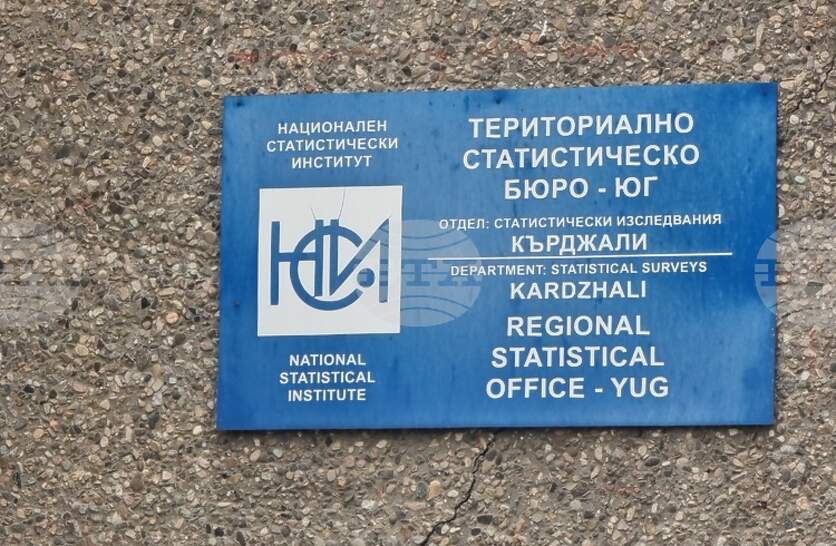 НАЦИОНАЛЕН
СТАТИСТИЧЕСКИ
ИНСТИТУТ
НСИ
NATIONAL
STATISTICAL
INSTITUTE
ТЕРИТОРИАЛНО
СТАТИСТИЧЕСКО
БЮРО - ЮГ
ОТДЕЛ: СТАТИСТИЧЕСКИ ИЗСЛЕДВАНИЯ
КЪРДЖАЛИ
DEPARTMENT: STATISTICAL SURVEYS
KARDZHALI
REGIONAL
STATISTICAL
OFFICE - YUG